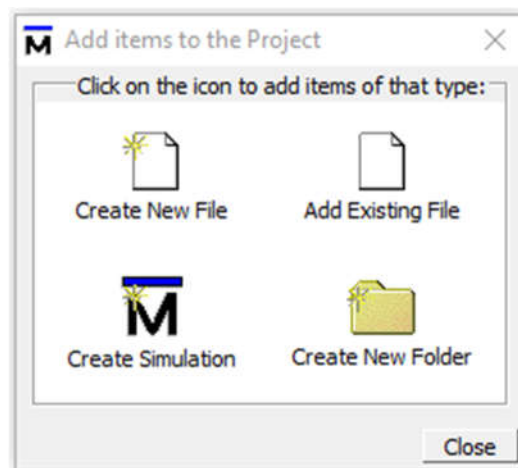 Add items to the Project
Click on the icon to add items of that type:
Create New File
Add Existing File
Create Simulation
Create New Folder
Close